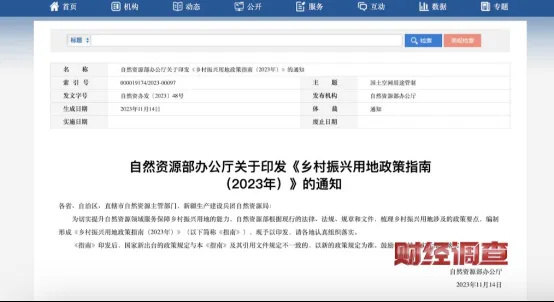 首页 机构 动态 公开 服务 互动 数据 专题
标题 检索 高级检索
名 称 自然资源部办公厅关于印发《乡村振兴用地政策指南（2023年）》的通知
索 引 号 000019174/2023-00097 主 题 国土空间用途管制
发文字号 自然资办发〔2023〕48号 发布机构 自然资源部办公厅
生成日期 2023年11月14日 体 裁 通知
实施日期 废止日期
自然资源部办公厅关于印发《乡村振兴用地政策指南
（2023年）》的通知
各省、自治区、直辖市自然资源主管部门，新疆生产建设兵团自然资源局：
为切实提升自然资源领域服务保障乡村振兴用地的能力，自然资源部根据现行的法律、法规、规章和文件，梳理乡村振兴用地涉及的政策要点，编制
形成《乡村振兴用地政策指南（2023年）》（以下简称《指南》），现予以印发，请各地认真组织落实。
《指南》印发后，国家新出台的政策规定与本《指南》及其引用文件规定不一致的，以新的政策规定为准。鼓励
财经调查
自然资源部办公厅
2023年11月14日